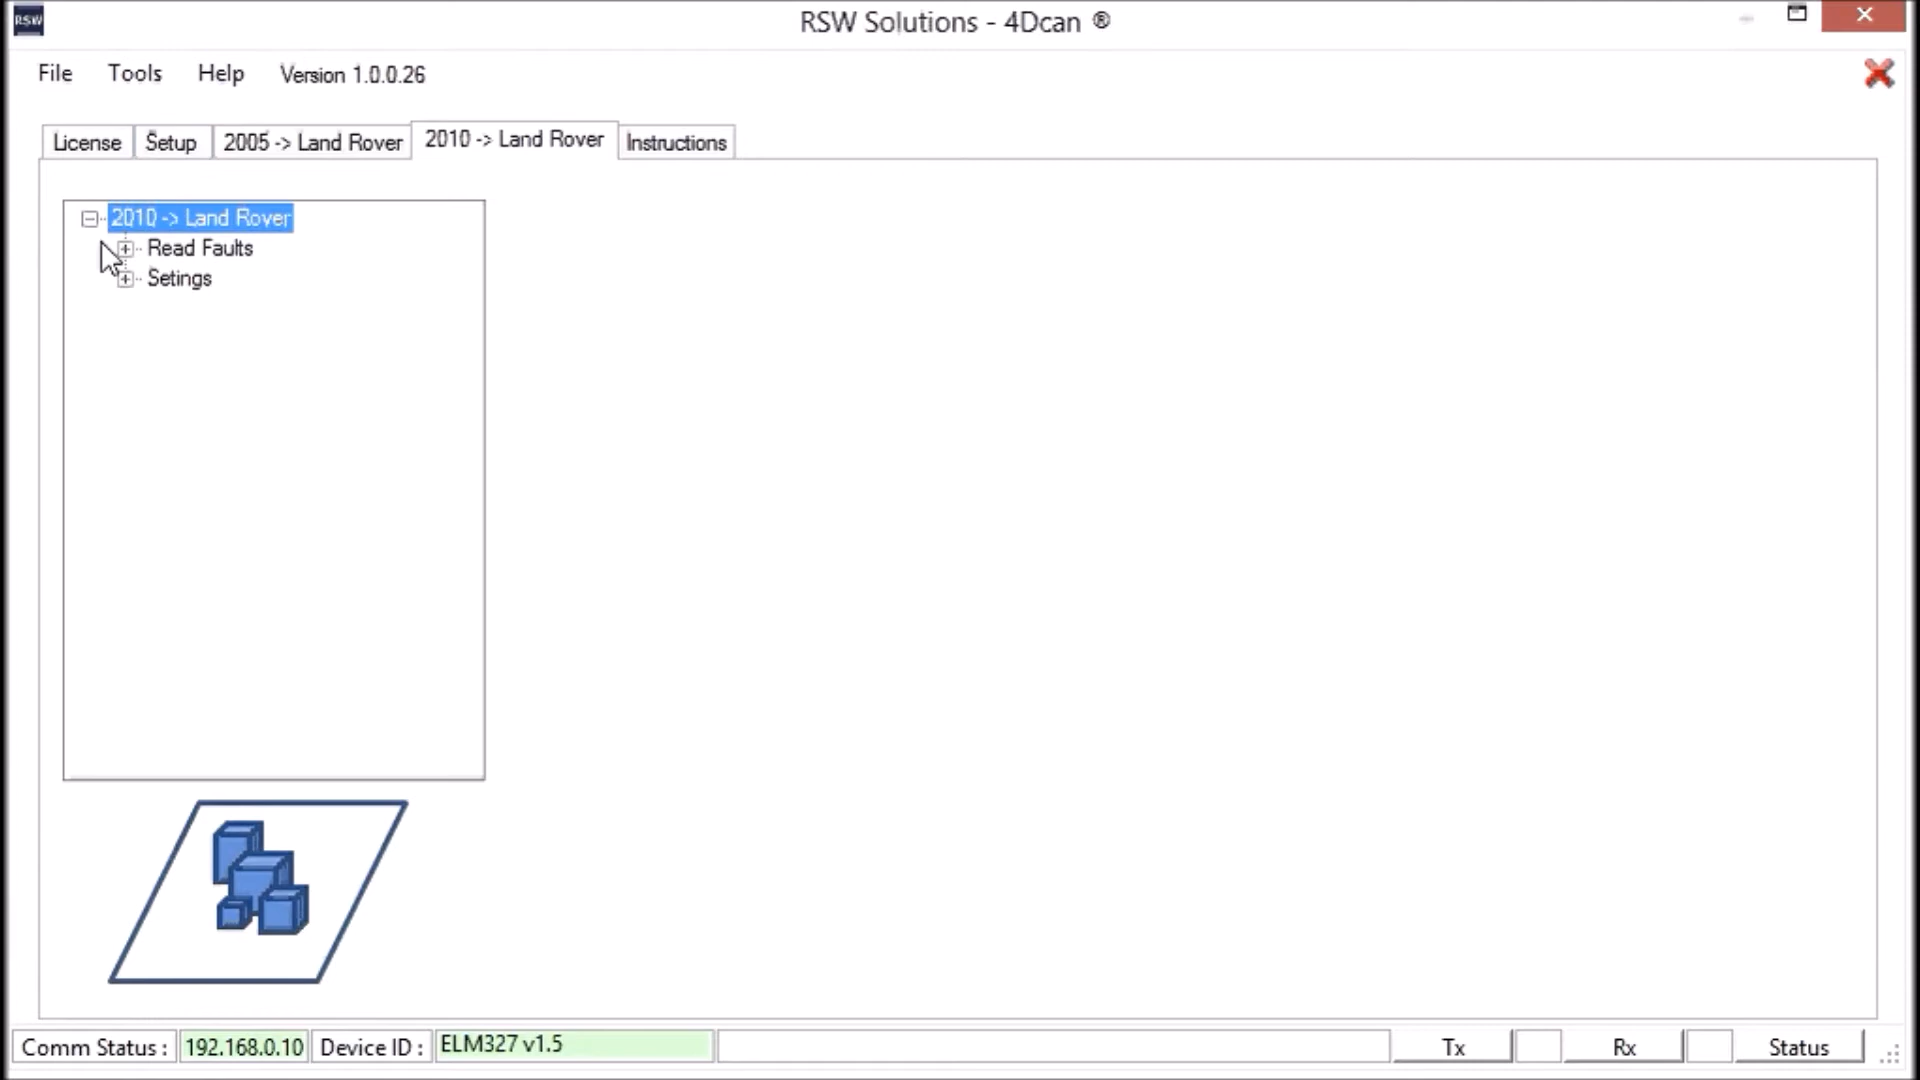 RSW
RSW Solutions - 4Dcan ®
File Tools Help Version 1.0.0.26
License Setup 2005 -> Land Rover 2010 -> Land Rover Instructions
2010 -> Land Rover
Read Faults
Setings
Comm Status : 192.168.0.10 Device ID : ELM327 v1.5 Tx Rx Status